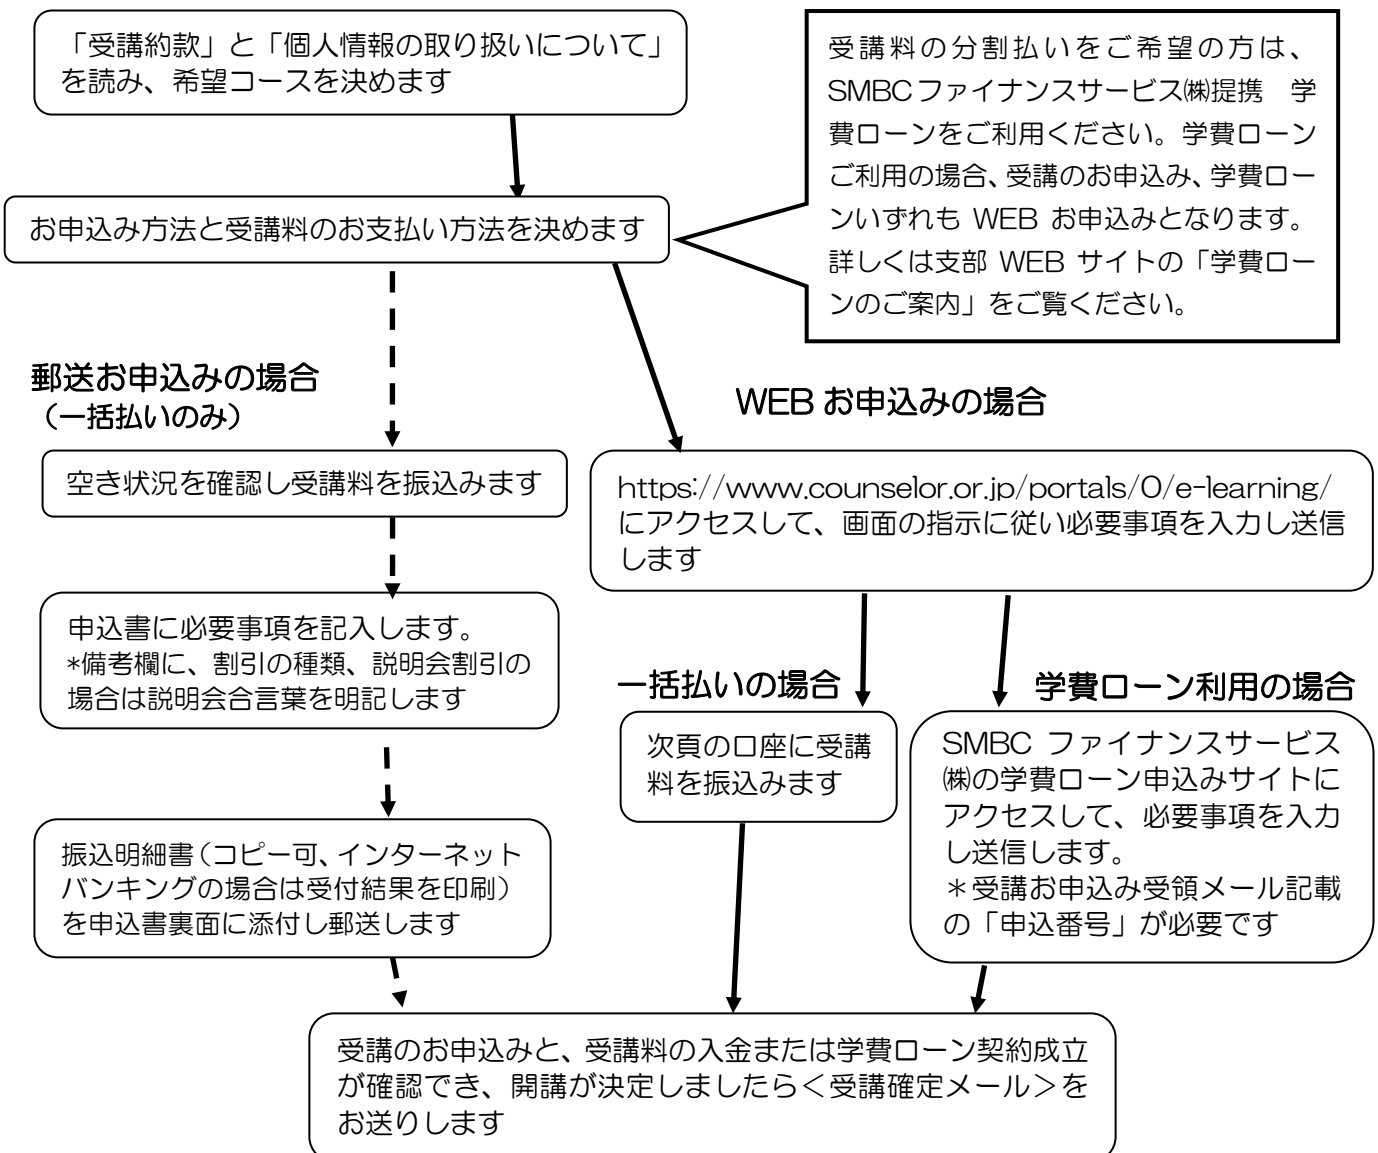 「受講約款」と「個人情報の取り扱いについて」
を読み、希望コースを決めます
受講料の分割払いをご希望の方は、
SMBCファイナンスサービス㈱提携　学
費ローンをご利用ください。学費ローン
ご利用の場合、受講のお申込み、学費ロー
ンいずれも WEB お申込みとなります。
詳しくは支部 WEB サイトの「学費ロー
ンのご案内」をご覧ください。
お申込み方法と受講料のお支払い方法を決めます
郵送お申込みの場合
（一括払いのみ）
空き状況を確認し受講料を振込みます
申込書に必要事項を記入します。
*備考欄に、割引の種類、説明会割引の
場合は説明会合言葉を明記します
振込明細書（コピー可、インターネット
バンキングの場合は受付結果を印刷）
を申込書裏面に添付し郵送します
WEB お申込みの場合
https://www.counselor.or.jp/portals/0/e-learning/
にアクセスして、画面の指示に従い必要事項を入力し送信
します
一括払いの場合
次頁の口座に受講
料を振込みます
学費ローン利用の場合
SMBC ファイナンスサービス
㈱の学費ローン申込みサイトに
アクセスして、必要事項を入力
し送信します。
＊受講お申込み受領メール記載
の「申込番号」が必要です
受講のお申込みと、受講料の入金または学費ローン契約成立
が確認でき、開講が決定しましたら＜受講確定メール＞を
お送りします